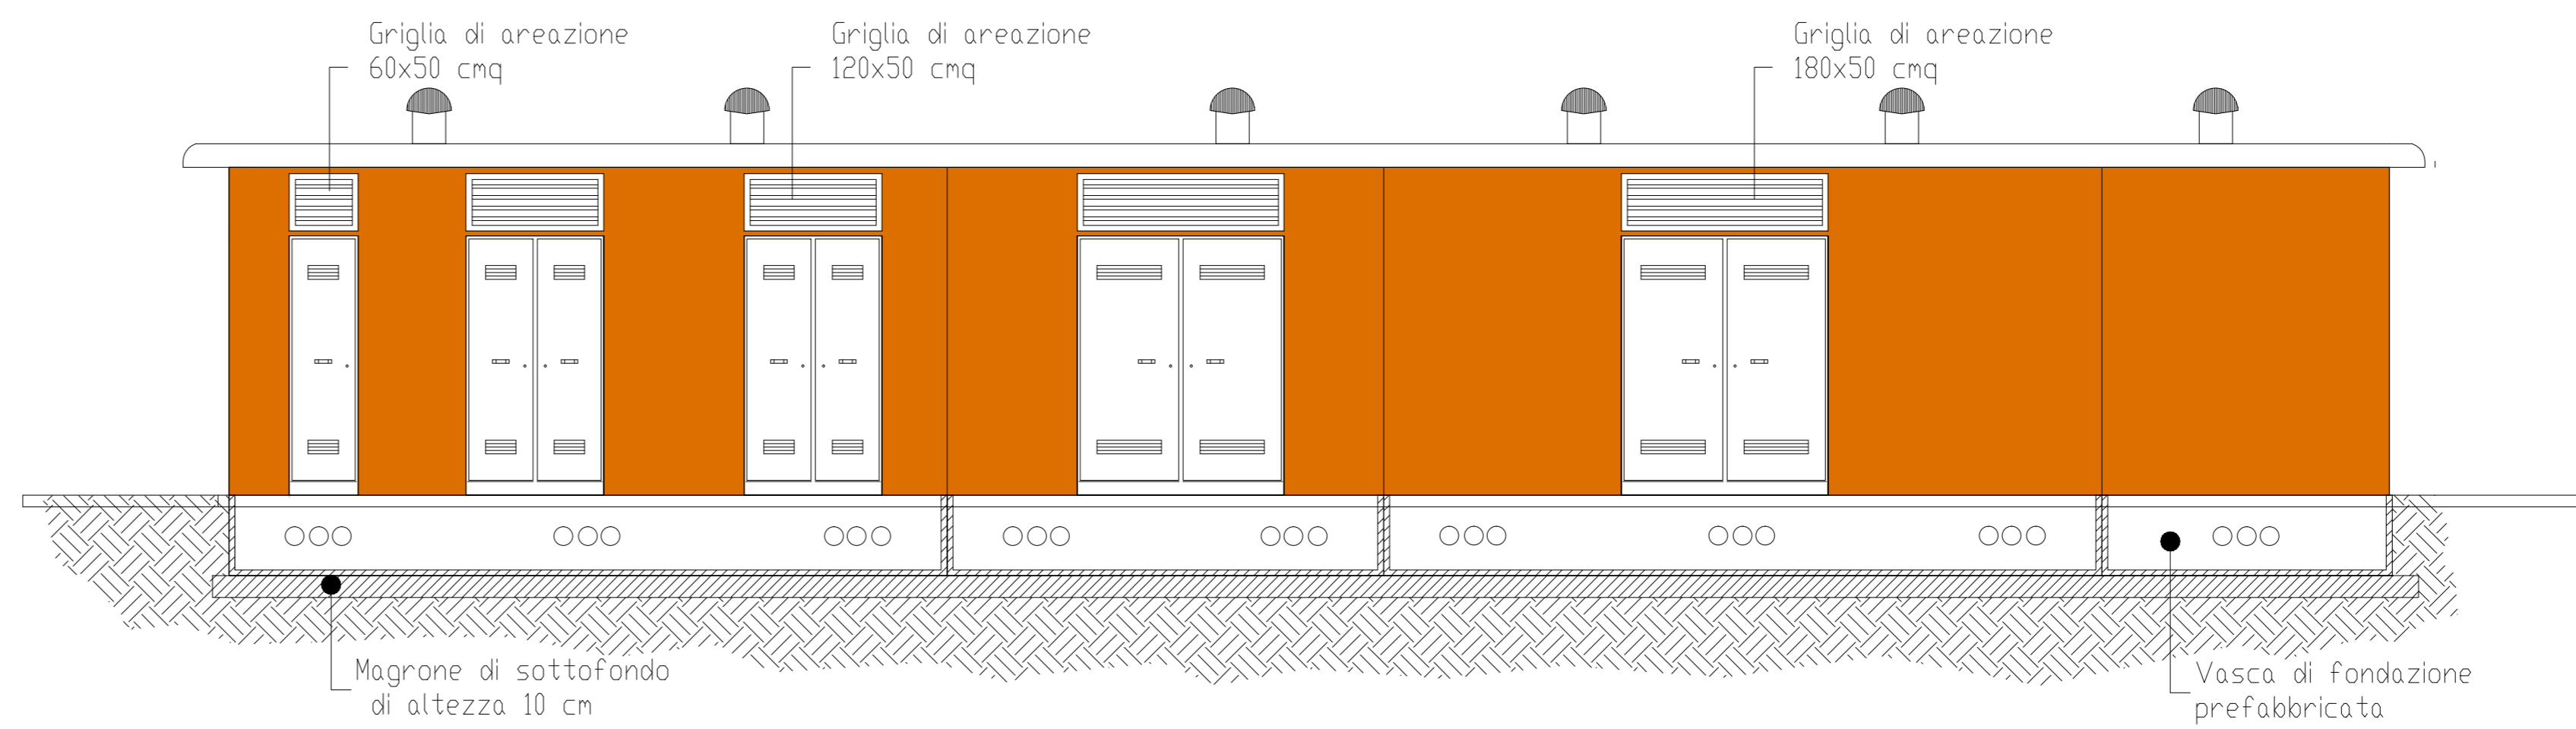 Griglia di areazione
60x50 cmq
Griglia di areazione
120x50 cmq
Griglia di areazione
180x50 cmq
Magrone di sottofondo
di altezza 10 cm
Vasca di fondazione
prefabbricata